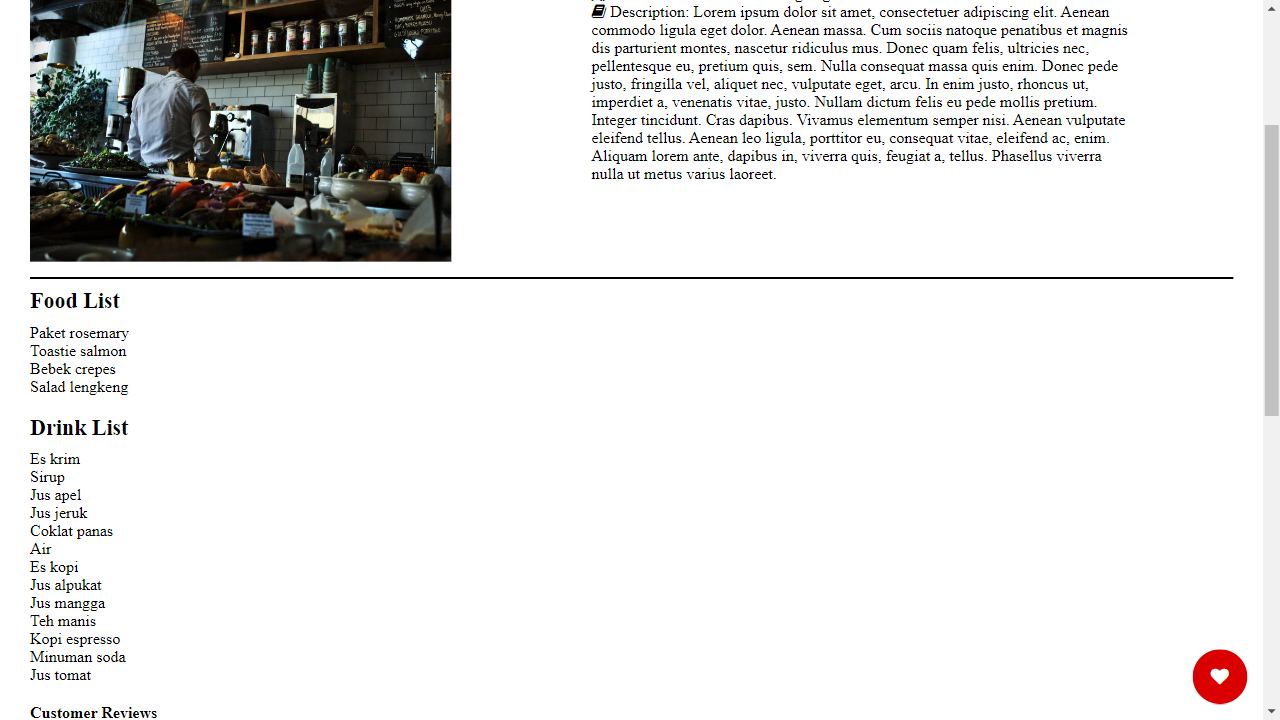 Description: Lorem ipsum dolor sit amet, consectetuer adipiscing elit. Aenean
commodo ligula eget dolor. Aenean massa. Cum sociis natoque penatibus et magnis
dis parturient montes, nascetur ridiculus mus. Donec quam felis, ultricies nec,
pellentesque eu, pretium quis, sem. Nulla consequat massa quis enim. Donec pede
justo, fringilla vel, aliquet nec, vulputate eget, arcu. In enim justo, rhoncus ut,
imperdiet a, venenatis vitae, justo. Nullam dictum felis eu pede mollis pretium.
Integer tincidunt. Cras dapibus. Vivamus elementum semper nisi. Aenean vulputate
eleifend tellus. Aenean leo ligula, porttitor eu, consequat vitae, eleifend ac, enim.
Aliquam lorem ante, dapibus in, viverra quis, feugiat a, tellus. Phasellus viverra
nulla ut metus varius laoreet.
Food List
Paket rosemary
Toastie salmon
Bebek crepes
Salad lengkeng
Drink List
Es krim
Sirup
Jus apel
Jus jeruk
Coklat panas
Air
Es kopi
Jus alpukat
Jus mangga
Teh manis
Kopi espresso
Minuman soda
Jus tomat
Customer Reviews